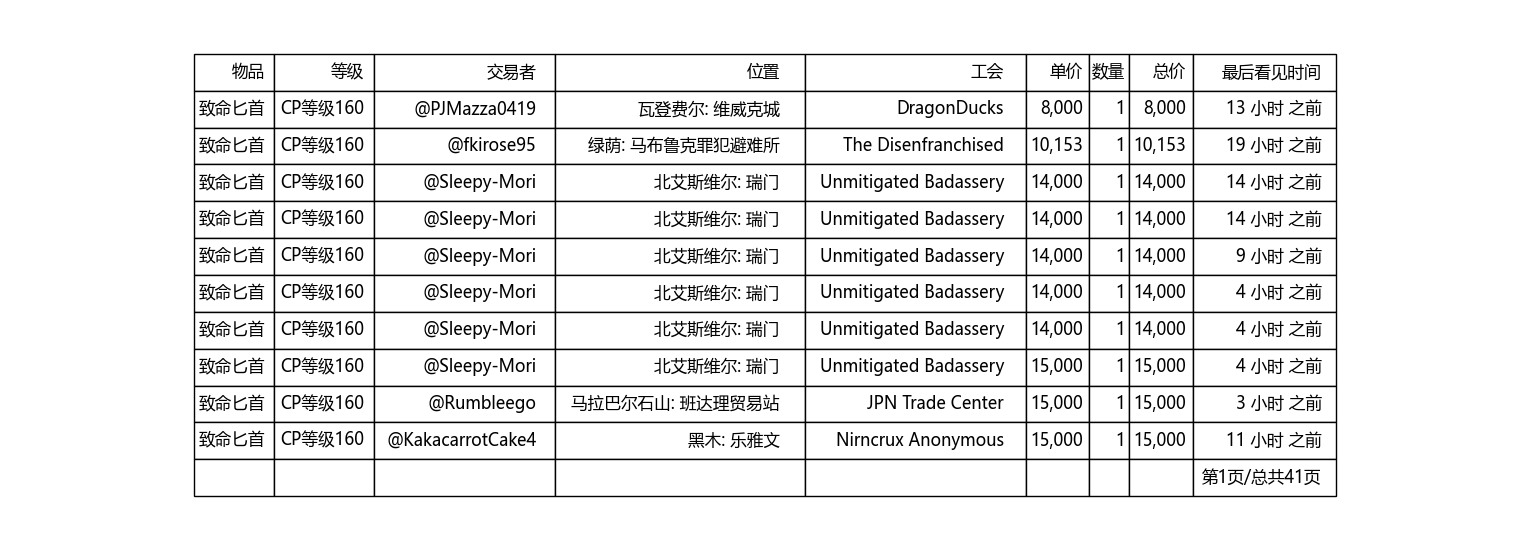 物品 等级 交易者 位置 工会 单价 数量 总价 最后看见时间
致命匕首 CP等级160 @PJMazza0419 瓦登费尔: 维威克城 DragonDucks 8,000 1 8,000 13 小时 之前
致命匕首 CP等级160 @fkirose95 绿荫: 马布鲁克罪犯避难所 The Disenfranchised 10,153 1 10,153 19 小时 之前
致命匕首 CP等级160 @Sleepy-Mori 北艾斯维尔: 瑞门 Unmitigated Badassery 14,000 1 14,000 14 小时 之前
致命匕首 CP等级160 @Sleepy-Mori 北艾斯维尔: 瑞门 Unmitigated Badassery 14,000 1 14,000 14 小时 之前
致命匕首 CP等级160 @Sleepy-Mori 北艾斯维尔: 瑞门 Unmitigated Badassery 14,000 1 14,000 9 小时 之前
致命匕首 CP等级160 @Sleepy-Mori 北艾斯维尔: 瑞门 Unmitigated Badassery 14,000 1 14,000 4 小时 之前
致命匕首 CP等级160 @Sleepy-Mori 北艾斯维尔: 瑞门 Unmitigated Badassery 14,000 1 14,000 4 小时 之前
致命匕首 CP等级160 @Sleepy-Mori 北艾斯维尔: 瑞门 Unmitigated Badassery 15,000 1 15,000 4 小时 之前
致命匕首 CP等级160 @Rumbleego 马拉巴尔石山: 班达理贸易站 JPN Trade Center 15,000 1 15,000 3 小时 之前
致命匕首 CP等级160 @KakacarrotCake4 黑木: 乐雅文 Nirncrux Anonymous 15,000 1 15,000 11 小时 之前
第1页/总共41页